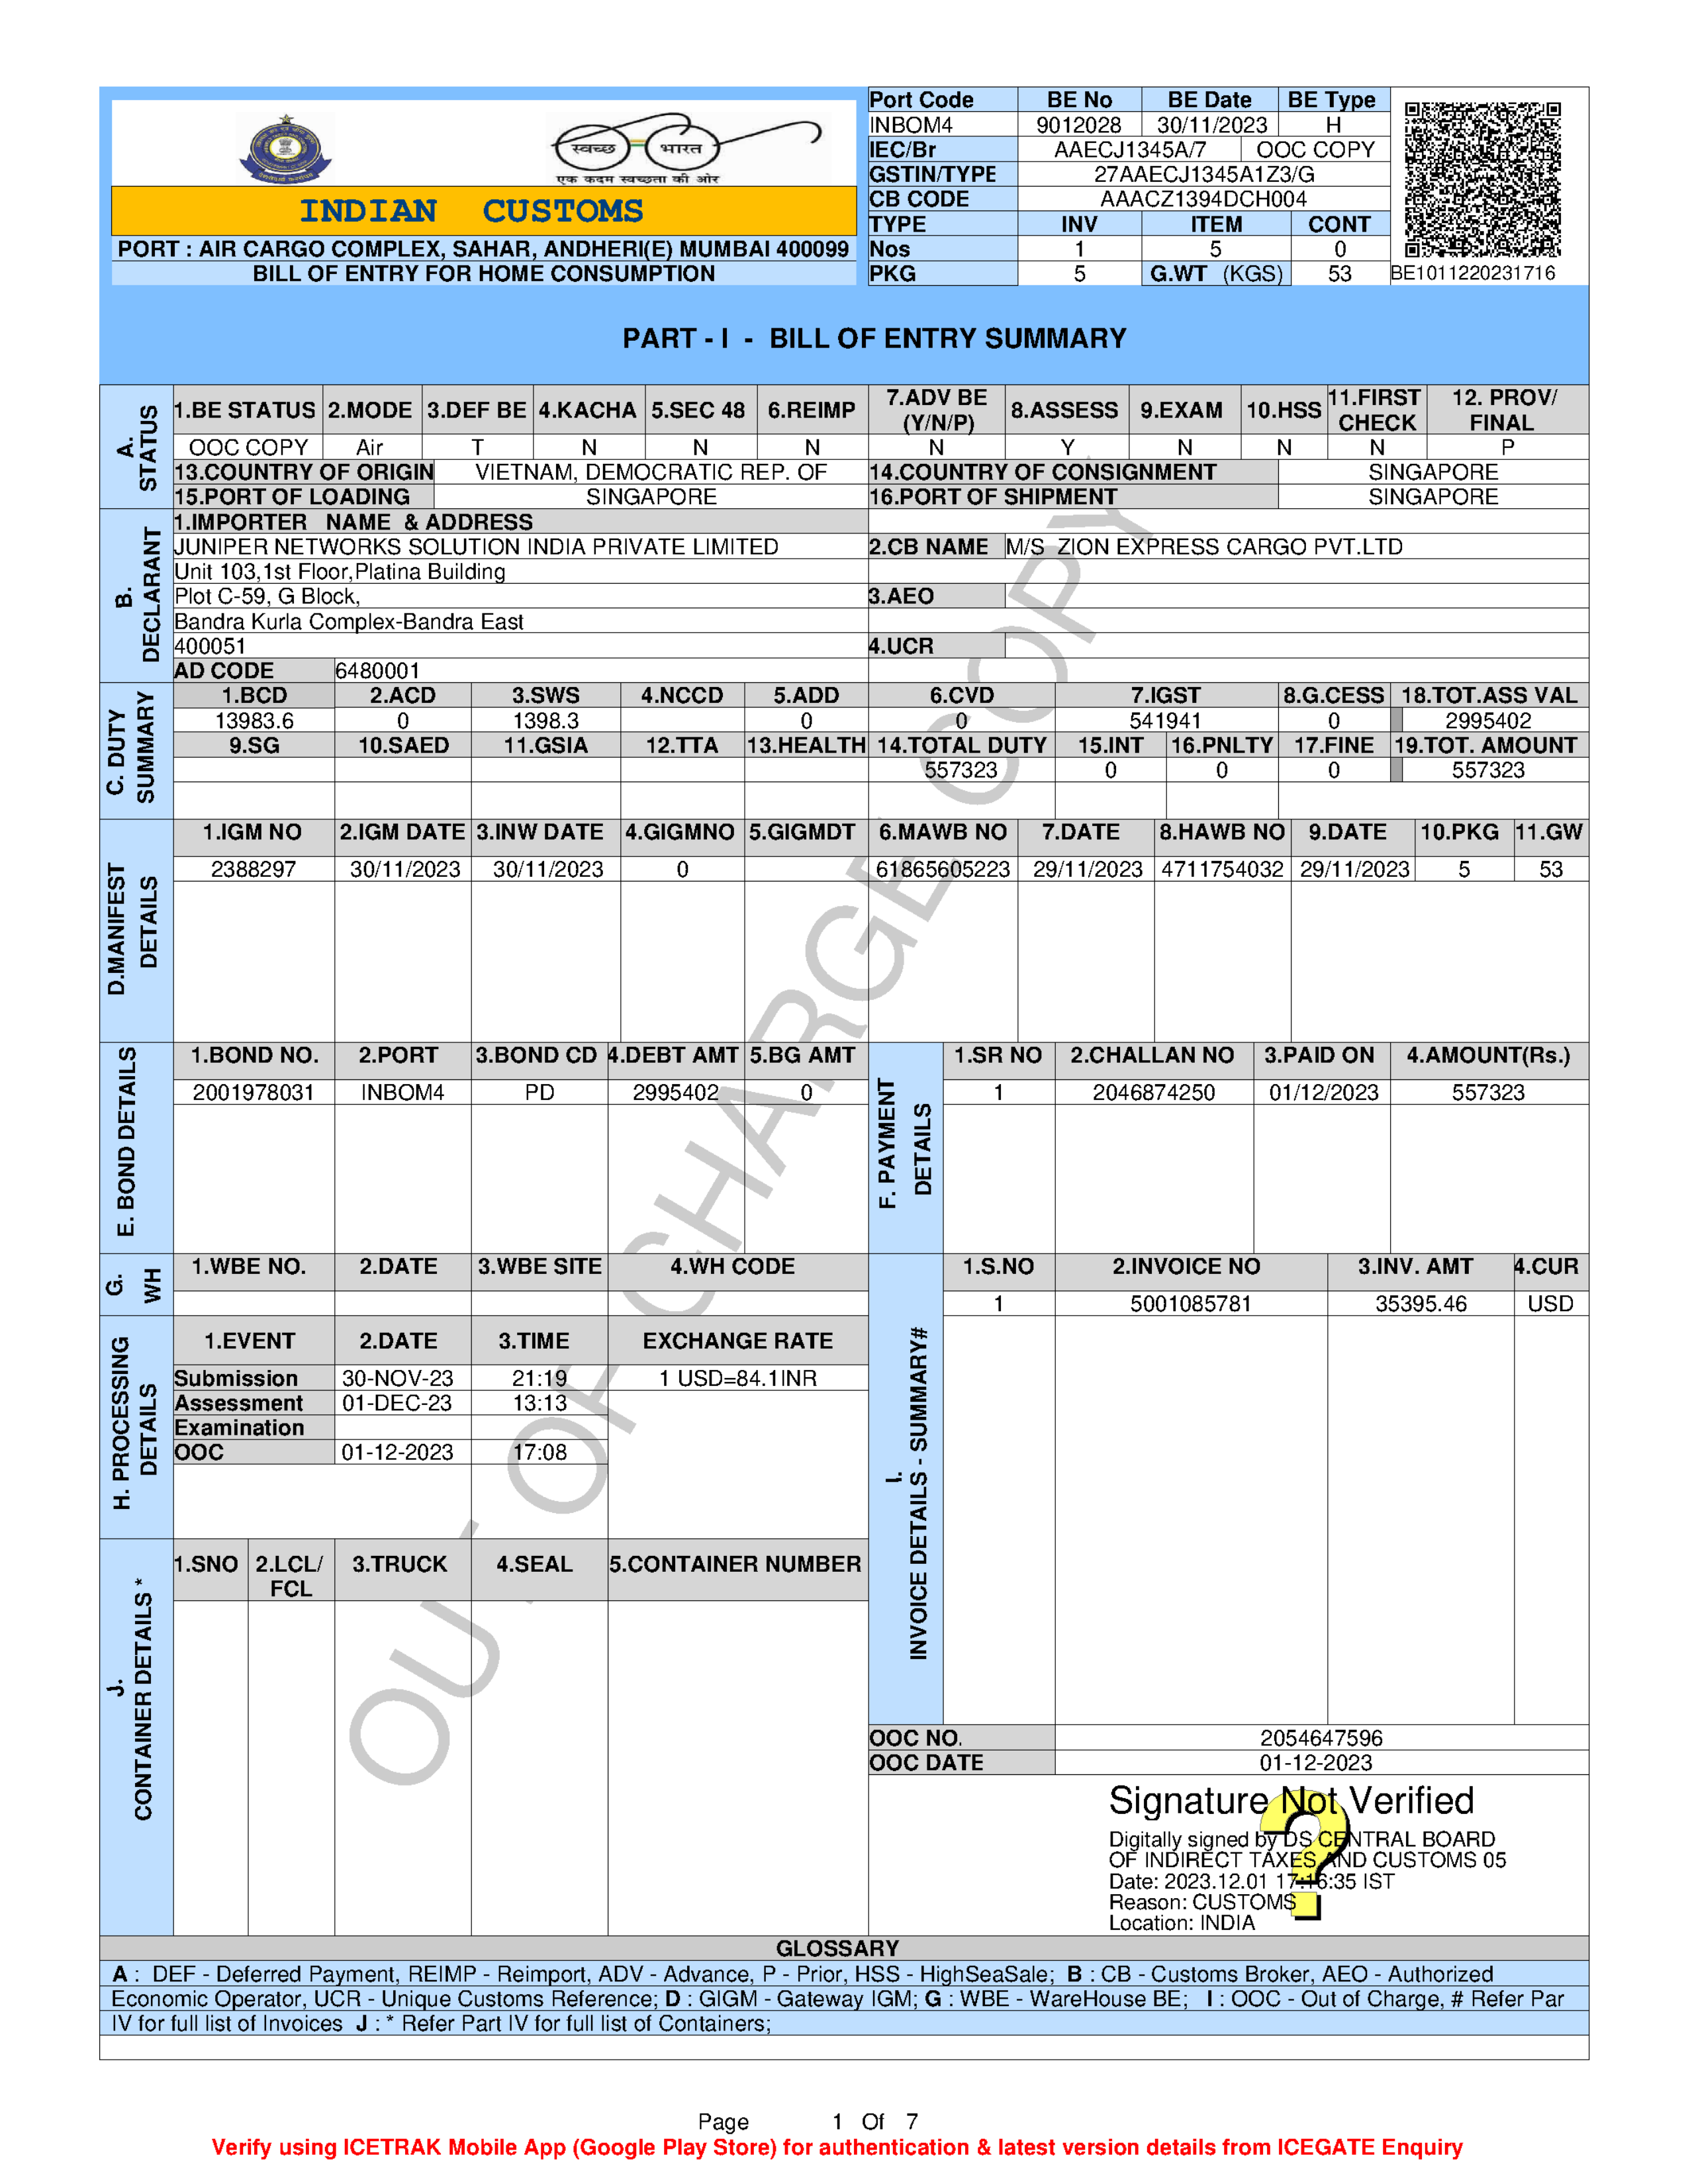 स्वच्छ भारत
एक कदम स्वच्छता की ओर
INDIAN CUSTOMS
PORT : AIR CARGO COMPLEX, SAHAR, ANDHERI(E) MUMBAI 400099
BILL OF ENTRY FOR HOME CONSUMPTION
Port Code BE No BE Date BE Type
INBOM4 9012028 30/11/2023 H
IEC/Br AAECJ1345A/7 OOC COPY
GSTIN/TYPE 27AAECJ1345A1Z3/G
CB CODE AAACZ1394DCH004
TYPE INV ITEM CONT
Nos 1 5 0
PKG 5 G.WT (KGS) 53
BE1011220231716
PART - I - BILL OF ENTRY SUMMARY
A. STATUS
1.BE STATUS 2.MODE 3.DEF BE 4.KACHA 5.SEC 48 6.REIMP 7.ADV BE (Y/N/P) 8.ASSESS 9.EXAM 10.HSS 11.FIRST CHECK 12. PROV/ FINAL
OOC COPY Air T N N N N Y N N N P
13.COUNTRY OF ORIGIN VIETNAM, DEMOCRATIC REP. OF 14.COUNTRY OF CONSIGNMENT SINGAPORE
15.PORT OF LOADING SINGAPORE 16.PORT OF SHIPMENT SINGAPORE
B. DECLARANT
1.IMPORTER NAME & ADDRESS
JUNIPER NETWORKS SOLUTION INDIA PRIVATE LIMITED 2.CB NAME M/S ZION EXPRESS CARGO PVT.LTD
Unit 103,1st Floor,Platina Building
Plot C-59, G Block, 3.AEO
Bandra Kurla Complex-Bandra East
400051 4.UCR
AD CODE 6480001
C. DUTY SUMMARY
1.BCD 2.ACD 3.SWS 4.NCCD 5.ADD 6.CVD 7.IGST 8.G.CESS 18.TOT.ASS VAL
13983.6 0 1398.3 0 0 541941 0 2995402
9.SG 10.SAED 11.GSIA 12.TTA 13.HEALTH 14.TOTAL DUTY 15.INT 16.PNLTY 17.FINE 19.TOT. AMOUNT
557323 0 0 0 557323
D.MANIFEST DETAILS
1.IGM NO 2.IGM DATE 3.INW DATE 4.GIGMNO 5.GIGMDT 6.MAWB NO 7.DATE 8.HAWB NO 9.DATE 10.PKG 11.GW
2388297 30/11/2023 30/11/2023 0 61865605223 29/11/2023 4711754032 29/11/2023 5 53
E. BOND DETAILS
1.BOND NO. 2.PORT 3.BOND CD 4.DEBT AMT 5.BG AMT
2001978031 INBOM4 PD 2995402 0
F. PAYMENT DETAILS
1.SR NO 2.CHALLAN NO 3.PAID ON 4.AMOUNT(Rs.)
1 2046874250 01/12/2023 557323
G. WH
1.WBE NO. 2.DATE 3.WBE SITE 4.WH CODE
I. INVOICE DETAILS - SUMMARY#
1.S.NO 2.INVOICE NO 3.INV. AMT 4.CUR
1 5001085781 35395.46 USD
H. PROCESSING DETAILS
1.EVENT 2.DATE 3.TIME EXCHANGE RATE
Submission 30-NOV-23 21:19 1 USD=84.1INR
Assessment 01-DEC-23 13:13
Examination
OOC 01-12-2023 17:08
J. CONTAINER DETAILS *
1.SNO 2.LCL/ FCL 3.TRUCK 4.SEAL 5.CONTAINER NUMBER
OOC NO. 2054647596
OOC DATE 01-12-2023
Signature Not Verified
Digitally signed by DS CENTRAL BOARD
OF INDIRECT TAXES AND CUSTOMS 05
Date: 2023.12.01 17:16:35 IST
Reason: CUSTOMS
Location: INDIA
OUT OF CHARGE COPY
GLOSSARY
A : DEF - Deferred Payment, REIMP - Reimport, ADV - Advance, P - Prior, HSS - HighSeaSale; B : CB - Customs Broker, AEO - Authorized
Economic Operator, UCR - Unique Customs Reference; D : GIGM - Gateway IGM; G : WBE - WareHouse BE; I : OOC - Out of Charge, # Refer Par
IV for full list of Invoices J : * Refer Part IV for full list of Containers;
Page 1 Of 7
Verify using ICETRAK Mobile App (Google Play Store) for authentication & latest version details from ICEGATE Enquiry